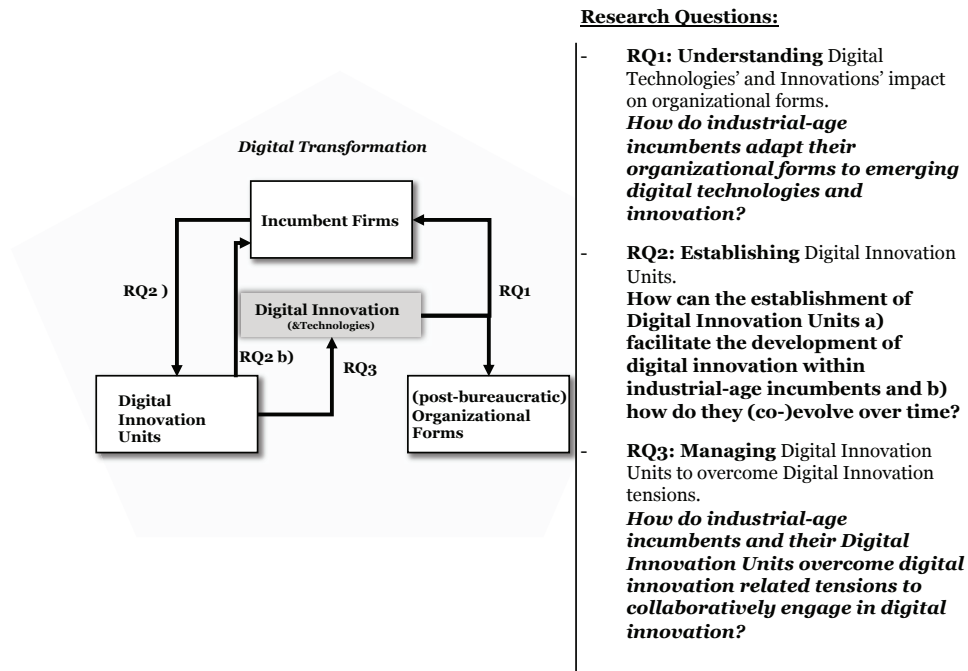 Digital Transformation
Incumbent Firms
RQ2 )
RQ1
Digital Innovation
(&Technologies)
RQ2 b)
RQ3
Digital
Innovation
Units
(post-bureaucratic)
Organizational
Forms
Research Questions:
- RQ1: Understanding Digital
Technologies’ and Innovations’ impact
on organizational forms.
How do industrial-age
incumbents adapt their
organizational forms to emerging
digital technologies and
innovation?
- RQ2: Establishing Digital Innovation
Units.
How can the establishment of
Digital Innovation Units a)
facilitate the development of
digital innovation within
industrial-age incumbents and b)
how do they (co-)evolve over time?
- RQ3: Managing Digital Innovation
Units to overcome Digital Innovation
tensions.
How do industrial-age
incumbents and their Digital
Innovation Units overcome digital
innovation related tensions to
collaboratively engage in digital
innovation?